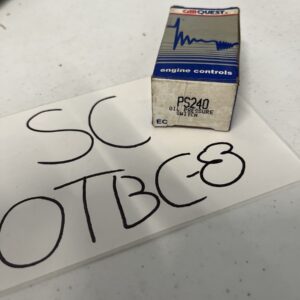 CARQUEST
engine controls
PS240
OIL PRESSURE
SWITCH
EC
SC
OTBC-8